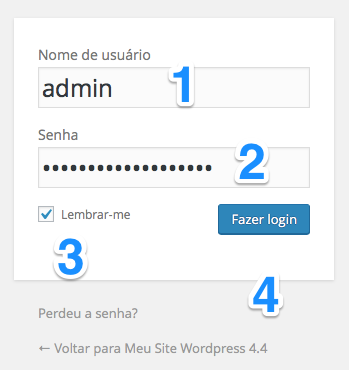 Nome de usuário
admin 1
Senha
••••••••••••••••••• 2
Lembrar-me
Fazer login
3
4
Perdeu a senha?
← Voltar para Meu Site Wordpress 4.4